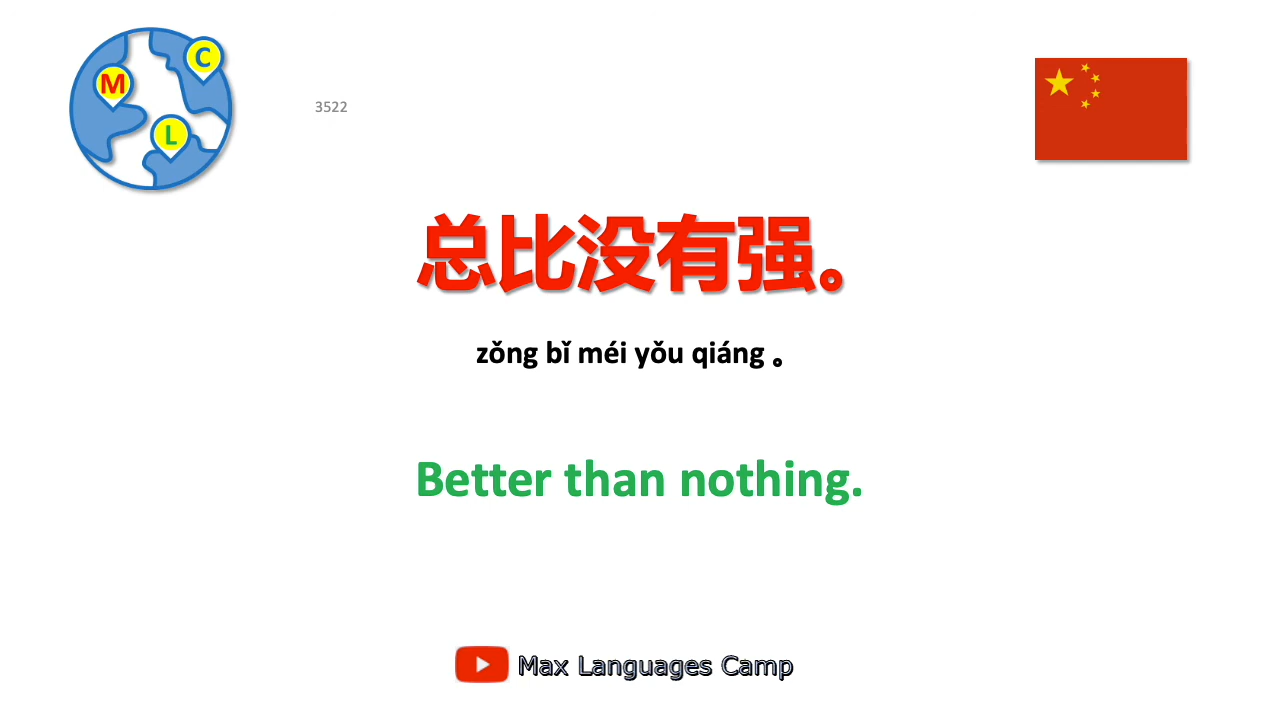 M
C
L
3522
总比没有强。
zǒng bǐ méi yǒu qiáng 。
Better than nothing.
Max Languages Camp